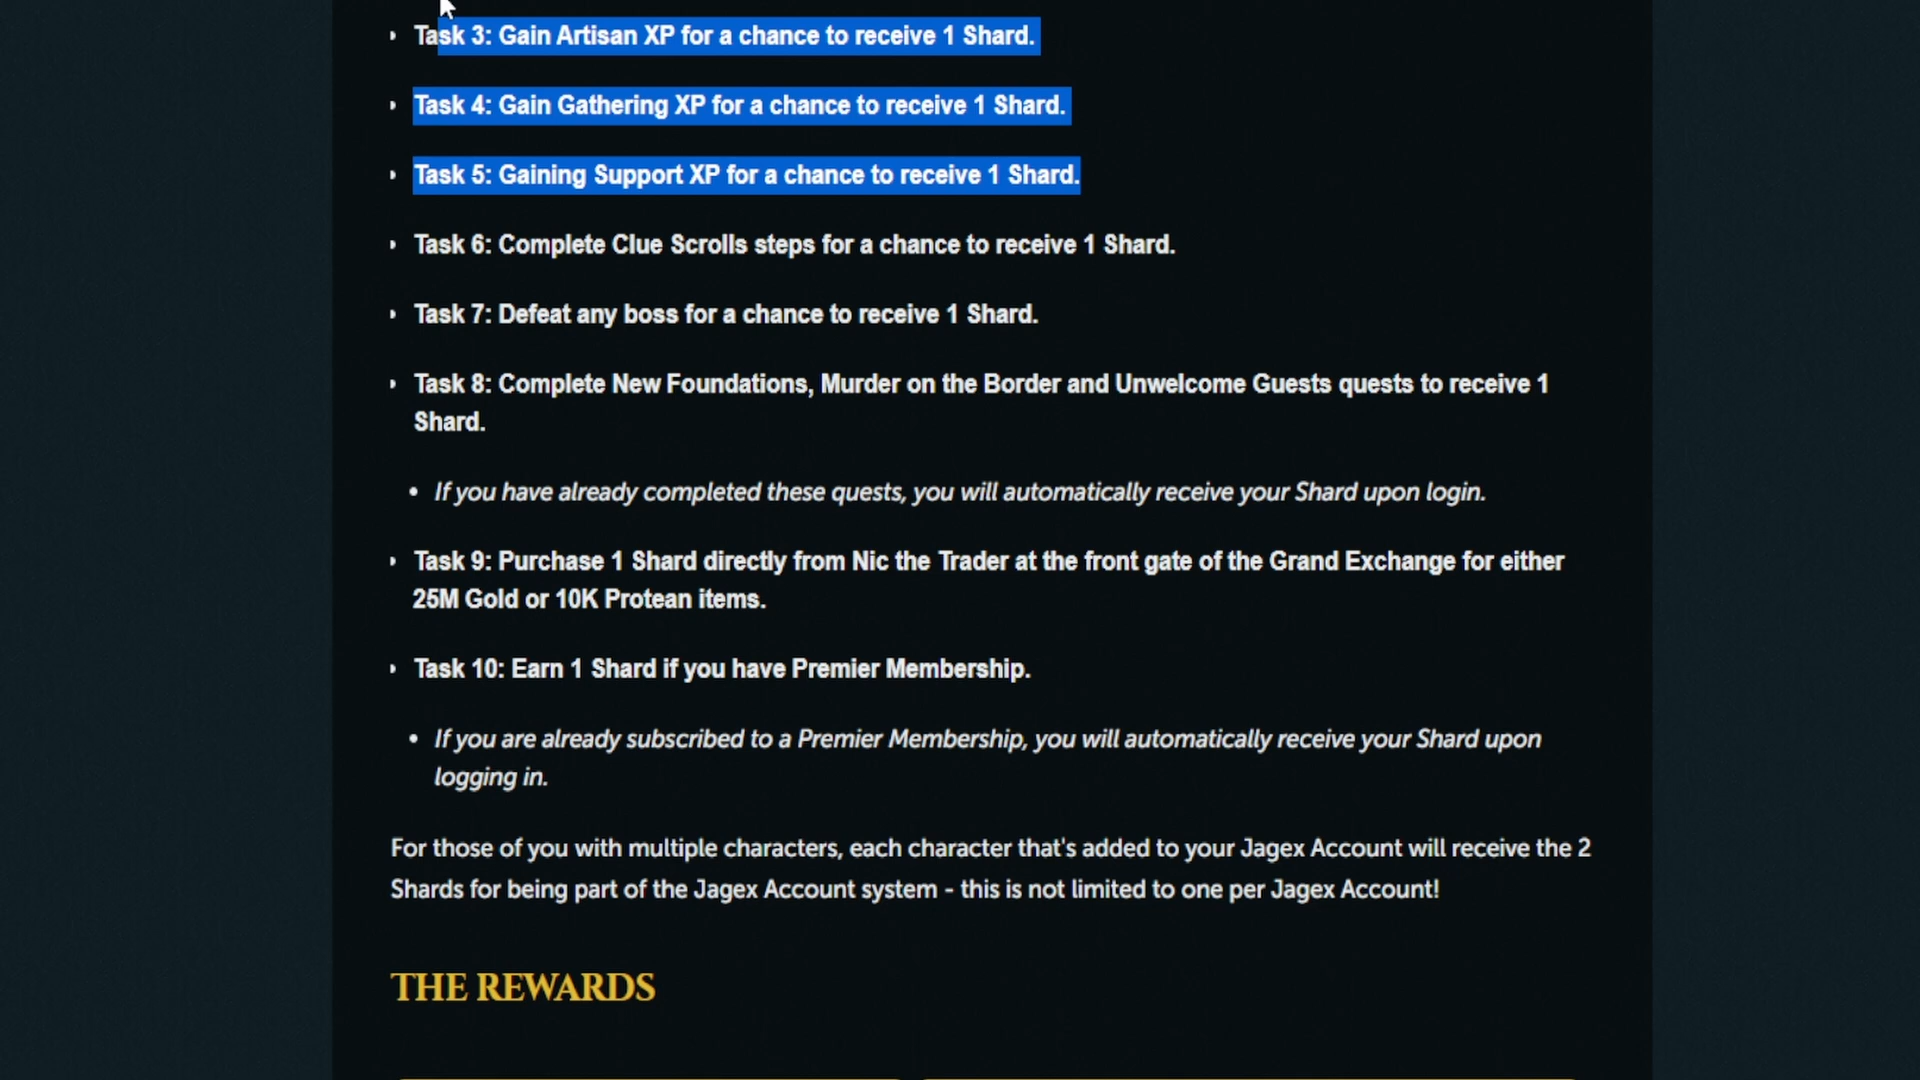 Task 3: Gain Artisan XP for a chance to receive 1 Shard.
Task 4: Gain Gathering XP for a chance to receive 1 Shard.
Task 5: Gaining Support XP for a chance to receive 1 Shard.
Task 6: Complete Clue Scrolls steps for a chance to receive 1 Shard.
Task 7: Defeat any boss for a chance to receive 1 Shard.
Task 8: Complete New Foundations, Murder on the Border and Unwelcome Guests quests to receive 1
Shard.
If you have already completed these quests, you will automatically receive your Shard upon login.
Task 9: Purchase 1 Shard directly from Nic the Trader at the front gate of the Grand Exchange for either
25M Gold or 10K Protean items.
Task 10: Earn 1 Shard if you have Premier Membership.
If you are already subscribed to a Premier Membership, you will automatically receive your Shard upon
logging in.
For those of you with multiple characters, each character that's added to your Jagex Account will receive the 2
Shards for being part of the Jagex Account system - this is not limited to one per Jagex Account!
THE REWARDS